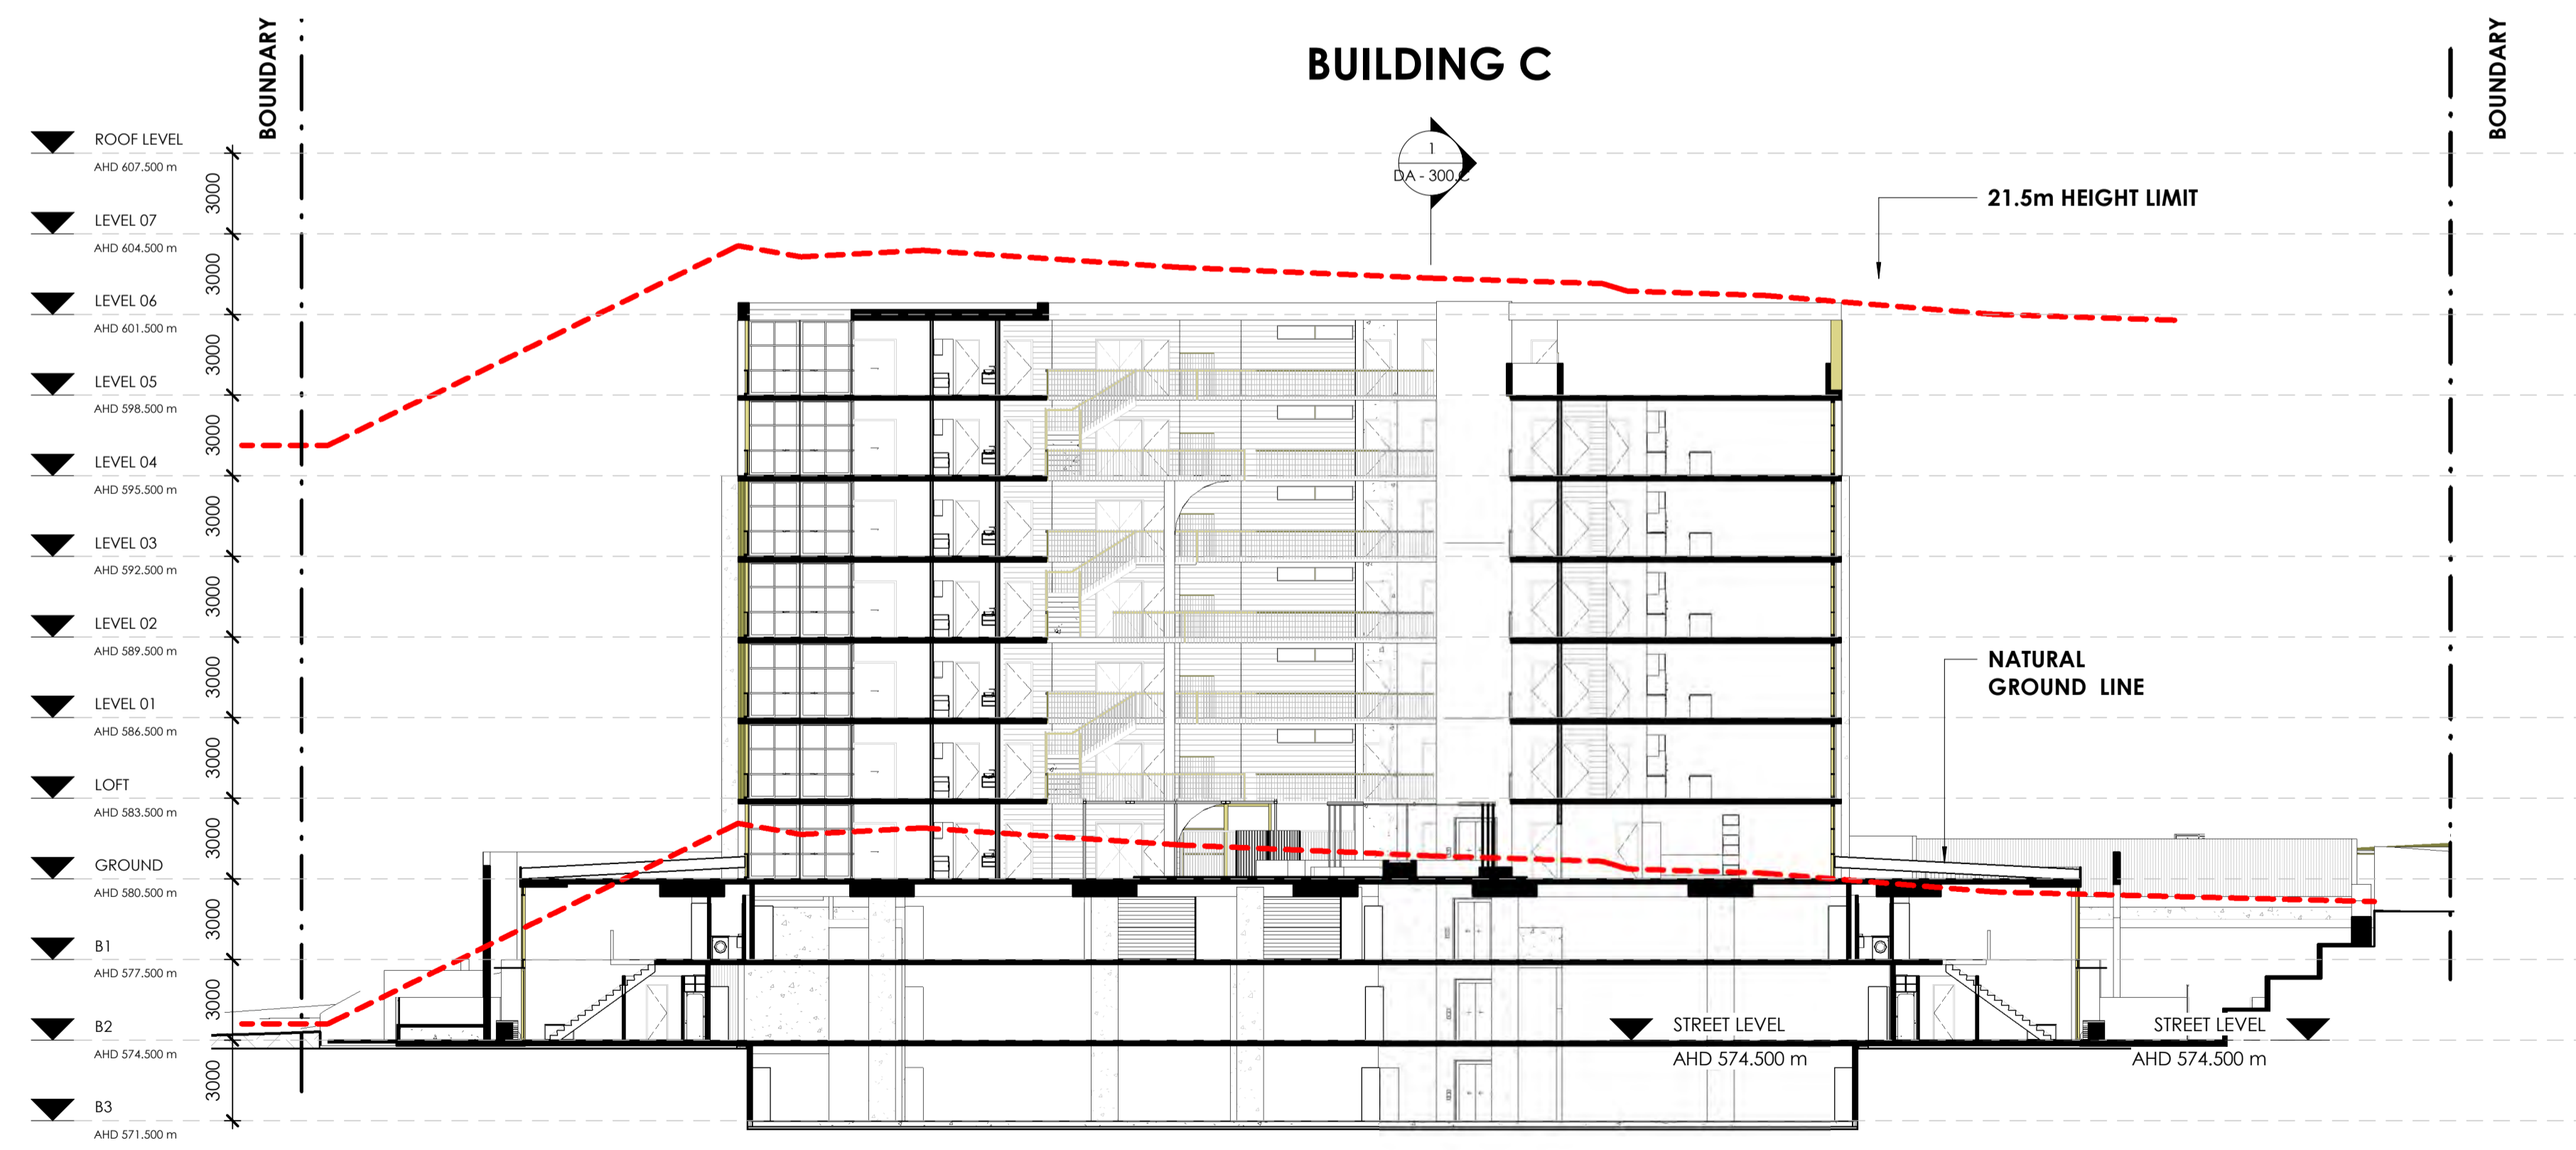 BUILDING C
BOUNDARY
BOUNDARY
1
DA - 300.C
21.5m HEIGHT LIMIT
ROOF LEVEL
AHD 607.500 m
3000
LEVEL 07
AHD 604.500 m
3000
LEVEL 06
AHD 601.500 m
3000
LEVEL 05
AHD 598.500 m
3000
LEVEL 04
AHD 595.500 m
3000
LEVEL 03
AHD 592.500 m
3000
LEVEL 02
AHD 589.500 m
3000
LEVEL 01
AHD 586.500 m
3000
LOFT
AHD 583.500 m
3000
GROUND
AHD 580.500 m
3000
B1
AHD 577.500 m
3000
B2
AHD 574.500 m
3000
B3
AHD 571.500 m
NATURAL
GROUND LINE
STREET LEVEL
AHD 574.500 m
STREET LEVEL
AHD 574.500 m